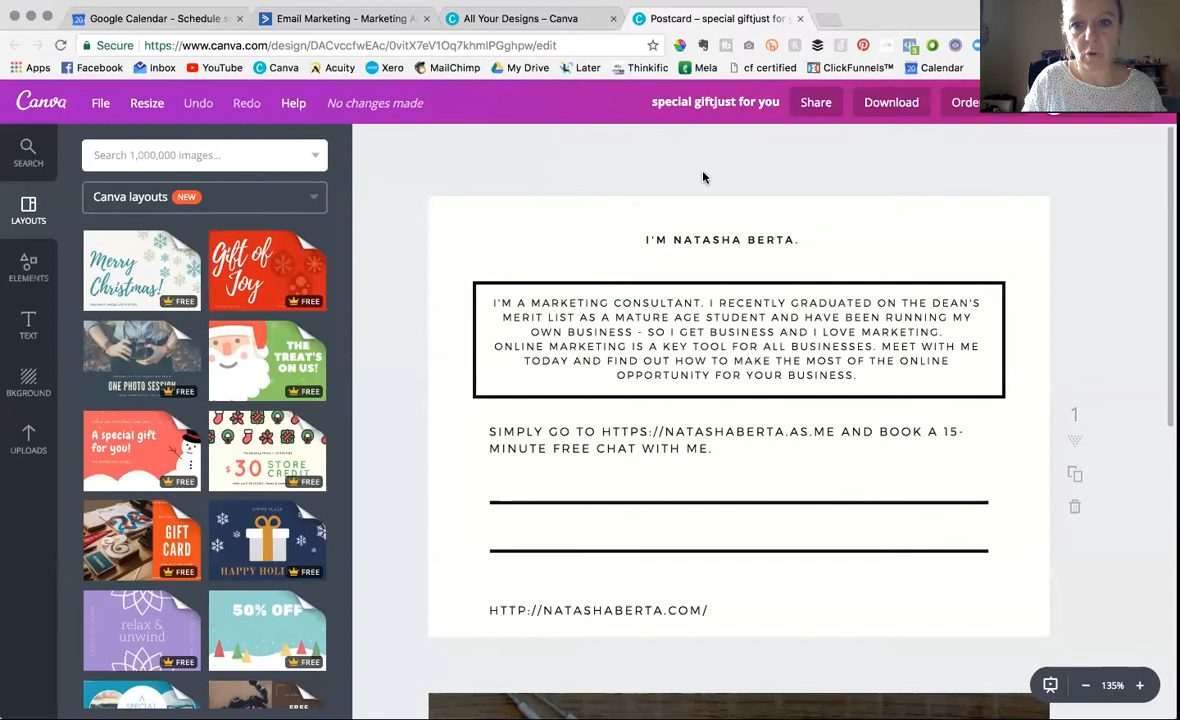 Google Calendar - Schedule s
Email Marketing - Marketing A
All Your Designs – Canva
Postcard – special giftjust for y
Secure
https://www.canva.com/design/DACvccfwEAc/0vitX7eV1Oq7khmIPGghpw/edit
Apps
Facebook
Inbox
YouTube
Canva
Acuity
Xero
MailChimp
My Drive
Later
Thinkific
Mela
cf certified
ClickFunnels™
Calendar
Canva
File
Resize
Undo
Redo
Help
No changes made
special giftjust for you
Share
Download
Orde
SEARCH
LAYOUTS
ELEMENTS
TEXT
BKGROUND
UPLOADS
Search 1,000,000 images...
Canva layouts NEW
Merry
Christmas!
FREE
Gift of
Joy
FREE
ONE PHOTO SESSION
FREE
THE
TREAT'S
ON US!
FREE
A special gift
for you!
FREE
$30 STORE
CREDIT
FREE
GIFT
CARD
FREE
HAPPY HOLI
FREE
relax &
unwind
FREE
50% OFF
FREE
A
SPECIAL
I'M NATASHA BERTA.
I'M A MARKETING CONSULTANT. I RECENTLY GRADUATED ON THE DEAN'S
MERIT LIST AS A MATURE AGE STUDENT AND HAVE BEEN RUNNING MY
OWN BUSINESS - SO I GET BUSINESS AND I LOVE MARKETING.
ONLINE MARKETING IS A KEY TOOL FOR ALL BUSINESSES. MEET WITH ME
TODAY AND FIND OUT HOW TO MAKE THE MOST OF THE ONLINE
OPPORTUNITY FOR YOUR BUSINESS.
SIMPLY GO TO HTTPS://NATASHABERTA.AS.ME AND BOOK A 15-
MINUTE FREE CHAT WITH ME.
HTTP://NATASHABERTA.COM/
1
135%